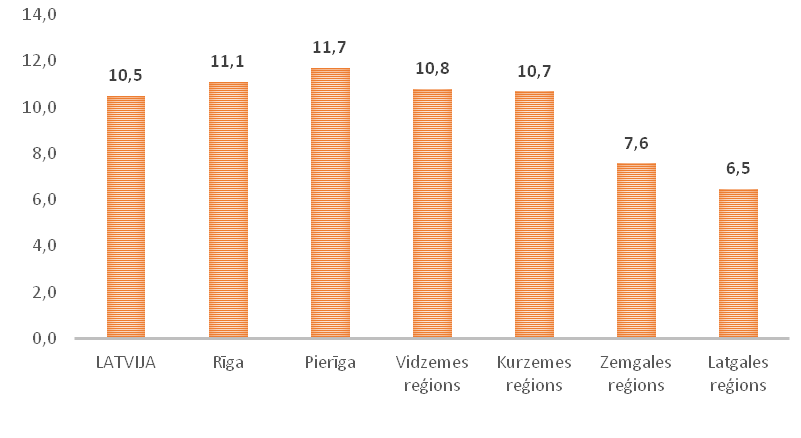 14,0
12,0
10,0
8,0
6,0
4,0
2,0
0,0
10,5
11,1
11,7
10,8
10,7
7,6
6,5
LATVIJA
Rīga
Pierīga
Vidzemes
reģions
Kurzemes
reģions
Zemgales
reģions
Latgales
reģions